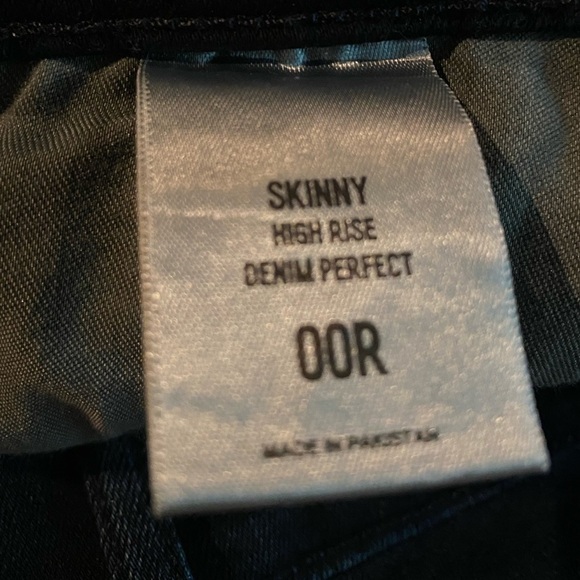 SKINNY
HIGH RISE
DENIM PERFECT
00R
MADE IN PAKISTAN